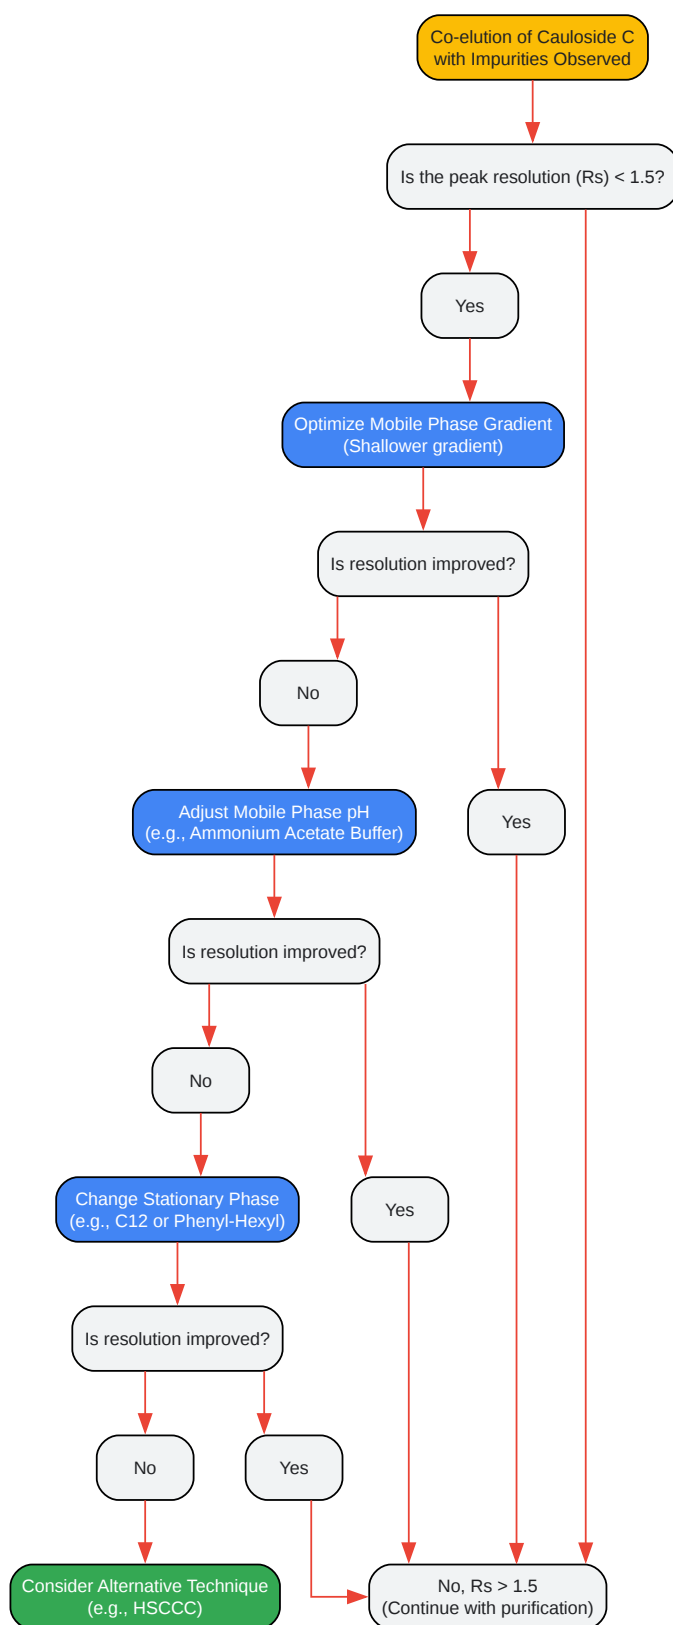 Co-elution of Cauloside C
with Impurities Observed
Is the peak resolution (Rs) < 1.5?
Yes
Optimize Mobile Phase Gradient
(Shallower gradient)
Is resolution improved?
No
Adjust Mobile Phase pH
(e.g., Ammonium Acetate Buffer)
Yes
Is resolution improved?
No
Change Stationary Phase
(e.g., C12 or Phenyl-Hexyl)
Yes
Is resolution improved?
No
Yes
Consider Alternative Technique
(e.g., HSCCC)
No, Rs > 1.5
(Continue with purification)